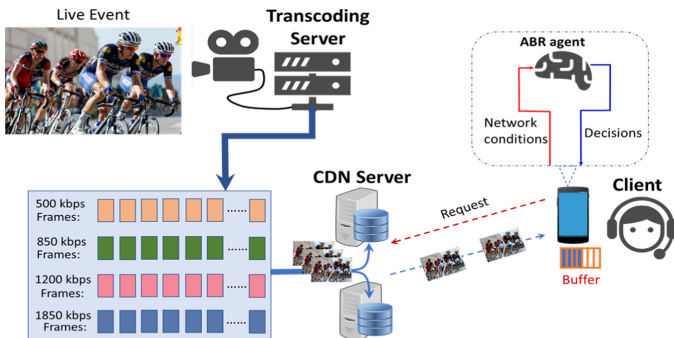 Live Event
Transcoding
Server
ABR agent
Network
conditions
Decisions
CDN Server
Client
Request
Buffer
500 kbps
Frames:
......
850 kbps
Frames:
......
1200 kbps
Frames:
......
1850 kbps
Frames:
......